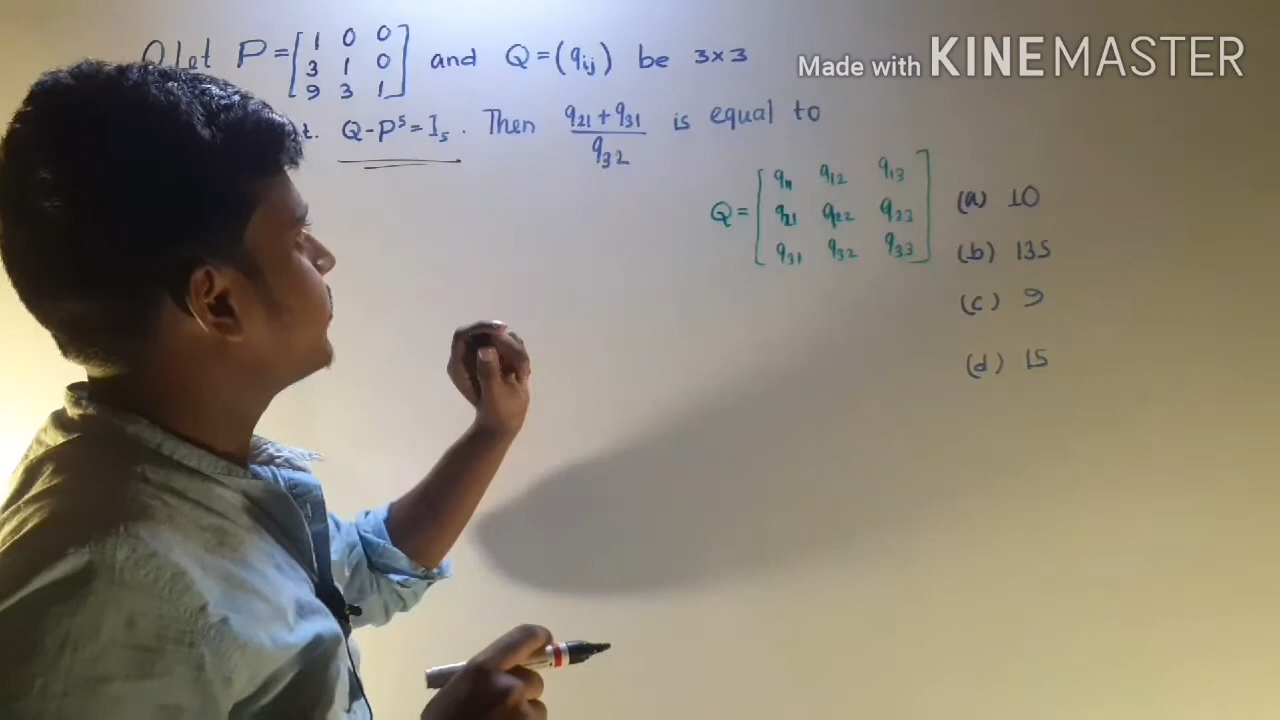 Q Let P = [1 0 0 and Q = (qij) be 3×3
3 1 0
9 3 1]
t. Q - P⁵ = I₅. Then q21 + q31 / q32 is equal to
Q = [q11 q12 q13
q21 q22 q23
q31 q32 q33]
(a) 10
(b) 135
(c) 9
(d) 15
Made with KINEMASTER